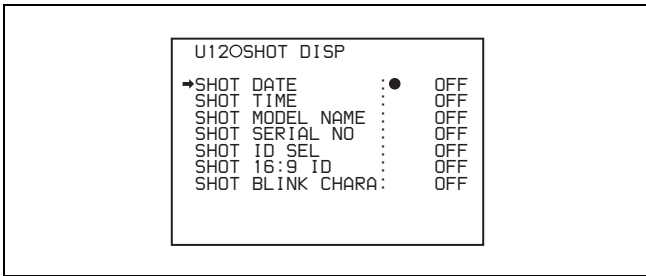 U12○SHOT DISP
➡SHOT DATE :● OFF
SHOT TIME : OFF
SHOT MODEL NAME : OFF
SHOT SERIAL NO : OFF
SHOT ID SEL : OFF
SHOT 16:9 ID : OFF
SHOT BLINK CHARA: OFF